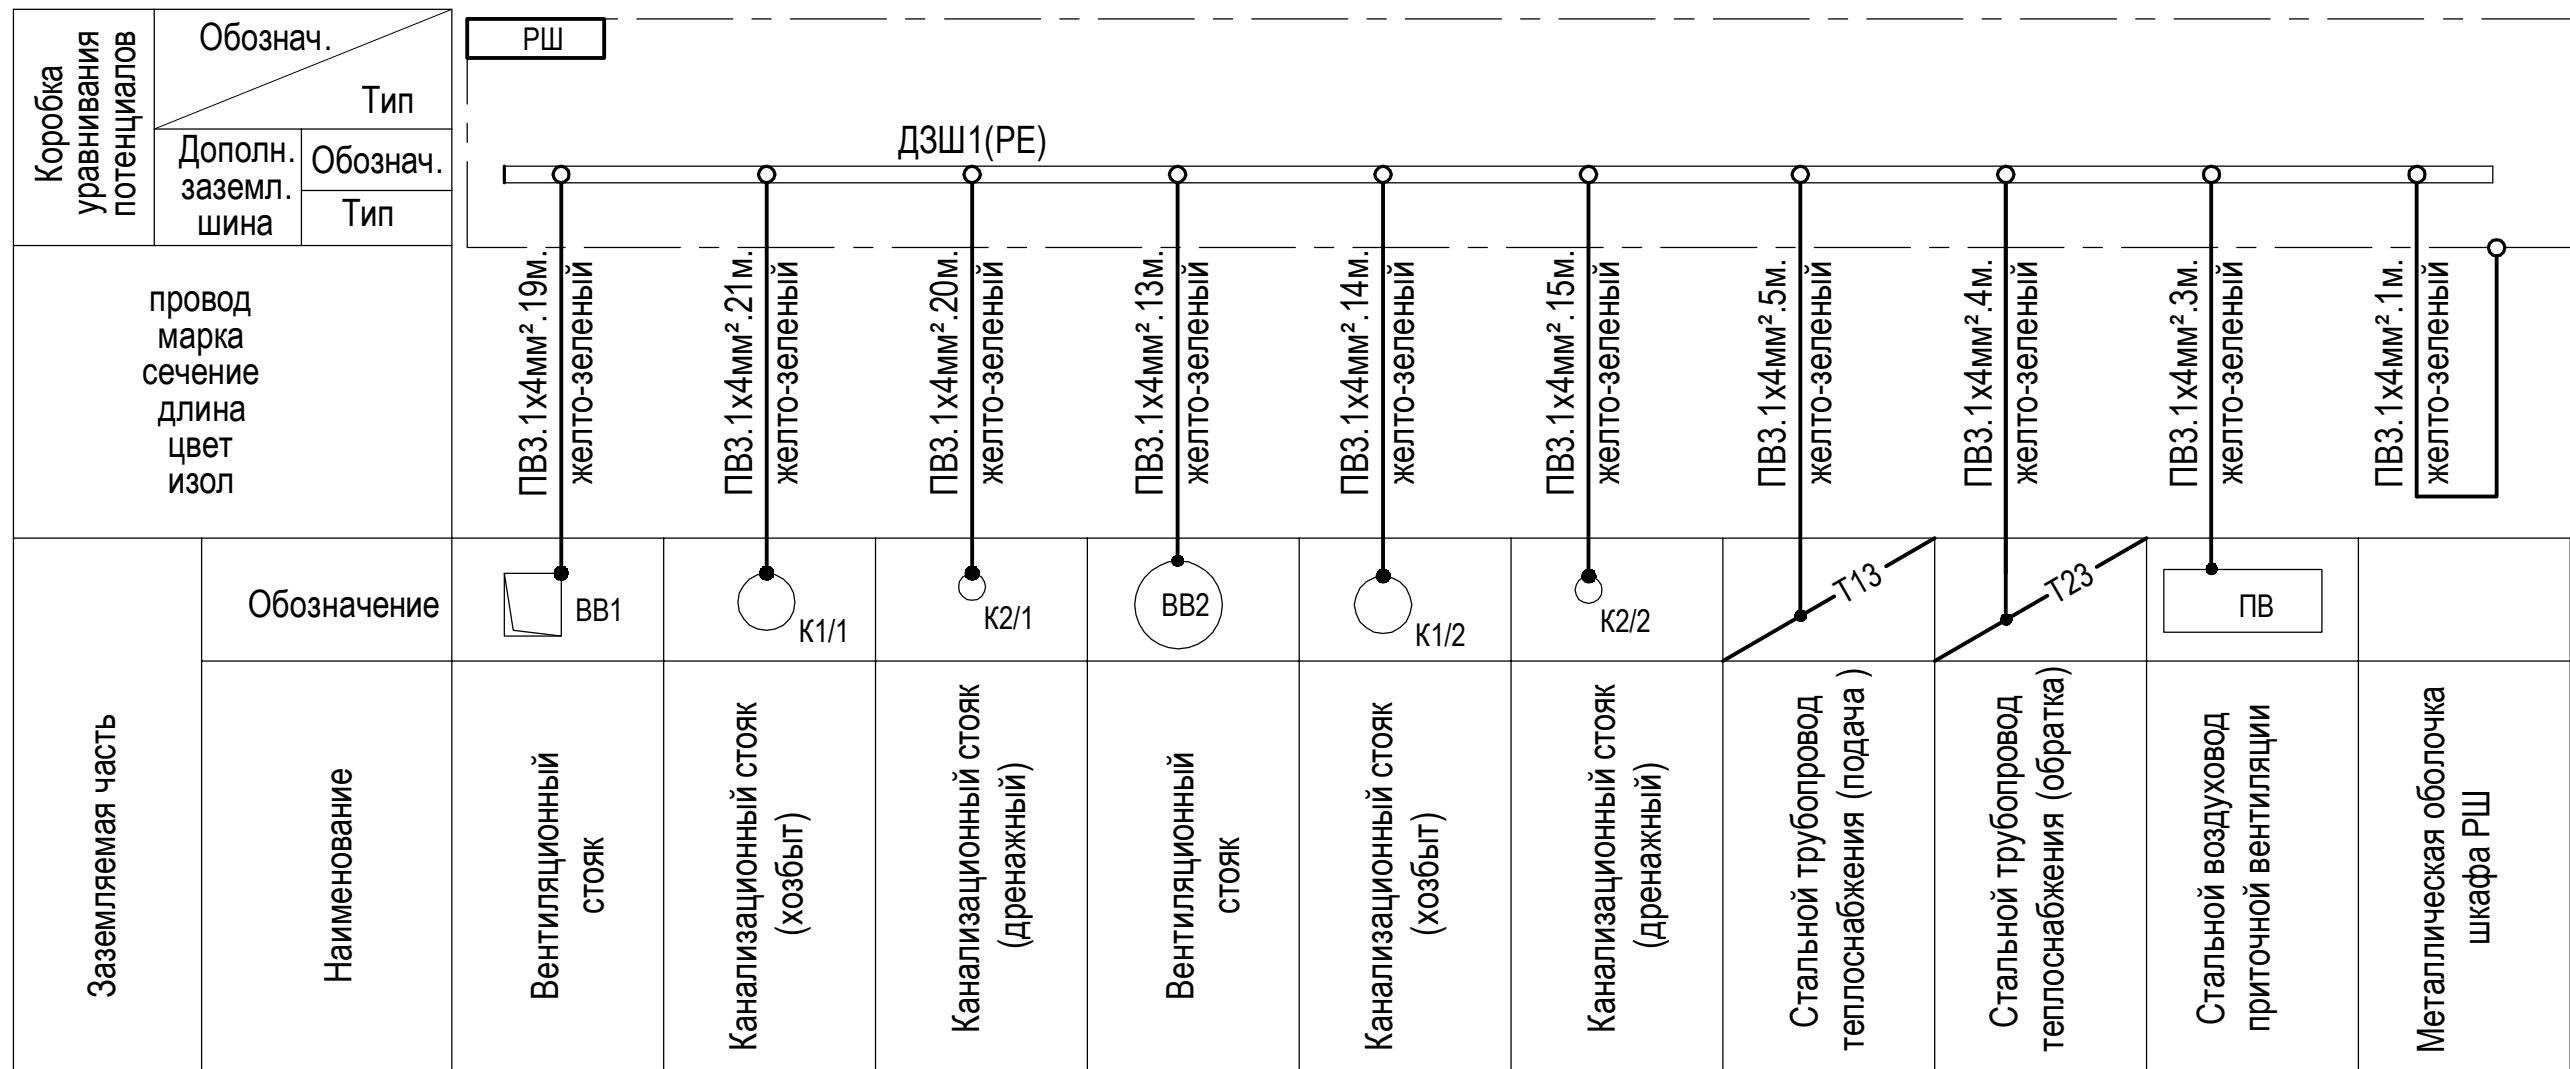 Коробка
уравнивания
потенциалов
Обознач.
Тип
Дополн.
заземл.
шина
Обознач.
Тип
РШ
ДЗШ1(РЕ)
провод
марка
сечение
длина
цвет
изол
ПВ3.1х4мм².19м.
желто-зеленый
ПВ3.1х4мм².21м.
желто-зеленый
ПВ3.1х4мм².20м.
желто-зеленый
ПВ3.1х4мм².13м.
желто-зеленый
ПВ3.1х4мм².14м.
желто-зеленый
ПВ3.1х4мм².15м.
желто-зеленый
ПВ3.1х4мм².5м.
желто-зеленый
ПВ3.1х4мм².4м.
желто-зеленый
ПВ3.1х4мм².3м.
желто-зеленый
ПВ3.1х4мм².1м.
желто-зеленый
Заземляемая часть
Обозначение
ВВ1
К1/1
К2/1
ВВ2
К1/2
К2/2
Т13
Т23
ПВ
Наименование
Вентиляционный
стояк
Канализационный стояк
(хозбыт)
Канализационный стояк
(дренажный)
Вентиляционный
стояк
Канализационный стояк
(хозбыт)
Канализационный стояк
(дренажный)
Стальной трубопровод
теплоснабжения (подача )
Стальной трубопровод
теплоснабжения (обратка)
Стальной воздуховод
приточной вентиляции
Металлическая оболочка
шкафа РШ